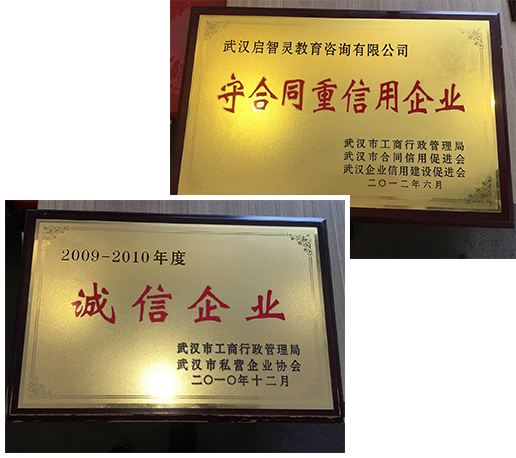 武汉启智灵教育咨询有限公司
守合同重信用企业
武汉市工商行政管理局
武汉市合同信用促进会
武汉企业信用建设促进会
二〇一二年六月
2009-2010年度
诚信企业
武汉市工商行政管理局
武汉市私营企业协会
二〇一〇年十二月